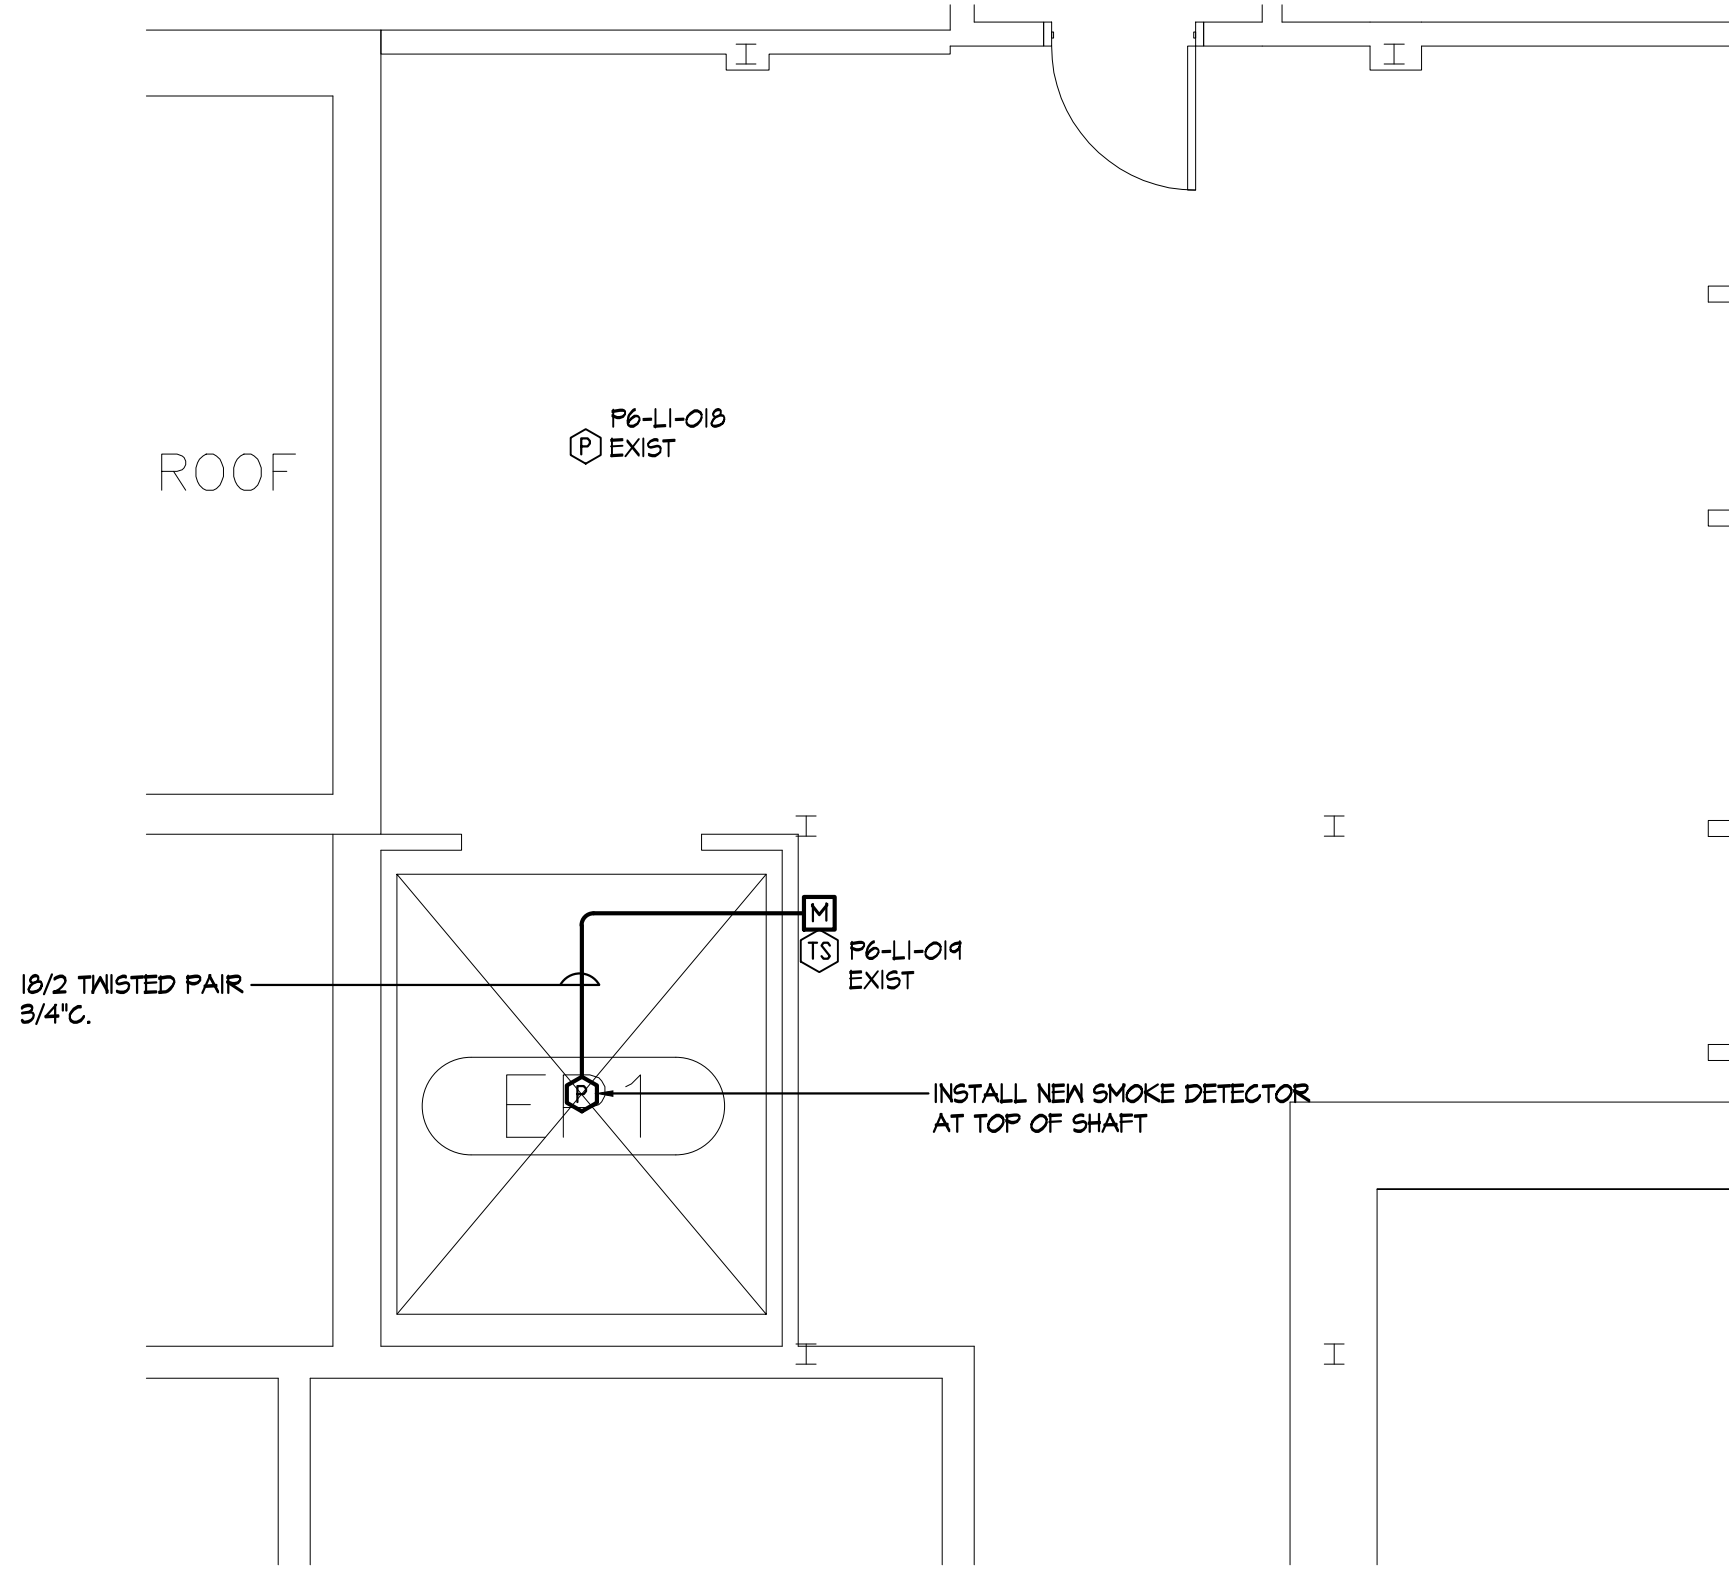 P6-L1-018
P EXIST
ROOF
M
TS P6-L1-019
EXIST
18/2 TWISTED PAIR
3/4"C.
P
INSTALL NEW SMOKE DETECTOR
AT TOP OF SHAFT